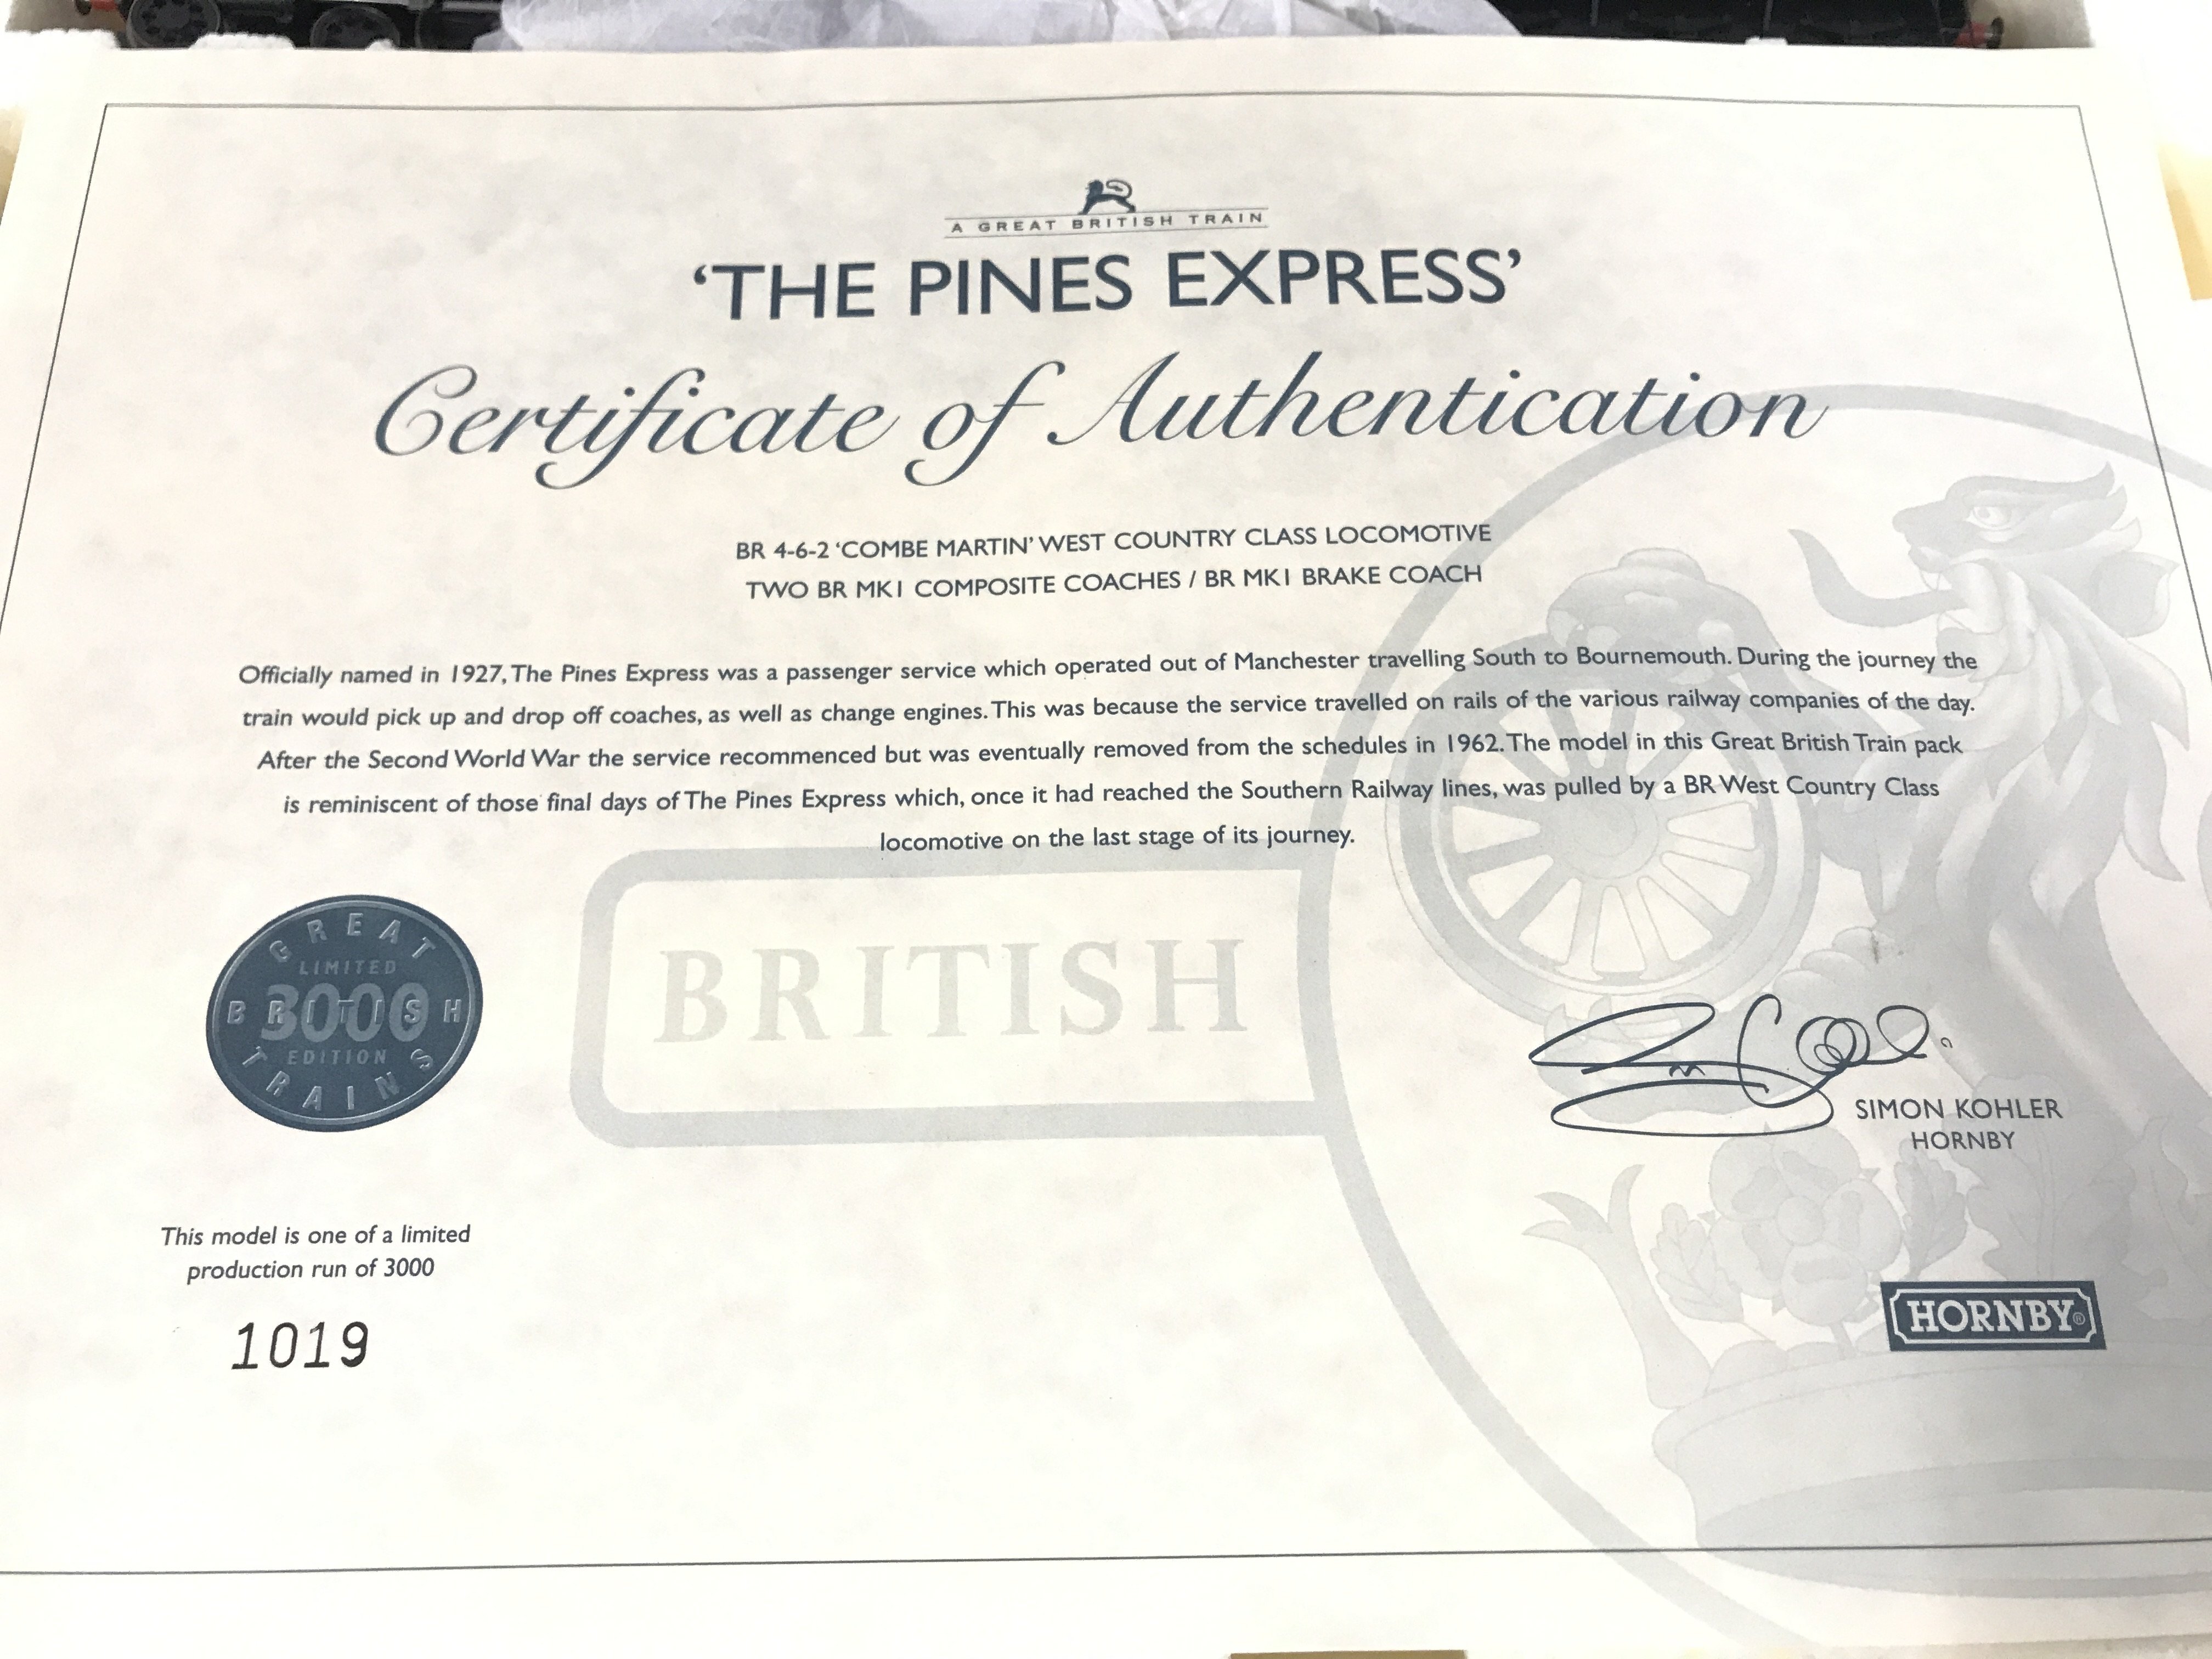 A GREAT BRITISH TRAIN
‘THE PINES EXPRESS’
Certificate of Authentication
BR 4-6-2 ‘COMBE MARTIN’ WEST COUNTRY CLASS LOCOMOTIVE
TWO BR MK1 COMPOSITE COACHES / BR MK1 BRAKE COACH
Officially named in 1927, The Pines Express was a passenger service which operated out of Manchester travelling South to Bournemouth. During the journey the
train would pick up and drop off coaches, as well as change engines. This was because the service travelled on rails of the various railway companies of the day.
After the Second World War the service recommenced but was eventually removed from the schedules in 1962. The model in this Great British Train pack
is reminiscent of those final days of The Pines Express which, once it had reached the Southern Railway lines, was pulled by a BR West Country Class
locomotive on the last stage of its journey.
GREAT
LIMITED
BRITISH
3000
EDITION
TRAINS
BRITISH
SIMON KOHLER
HORNBY
This model is one of a limited
production run of 3000
1019
HORNBY®